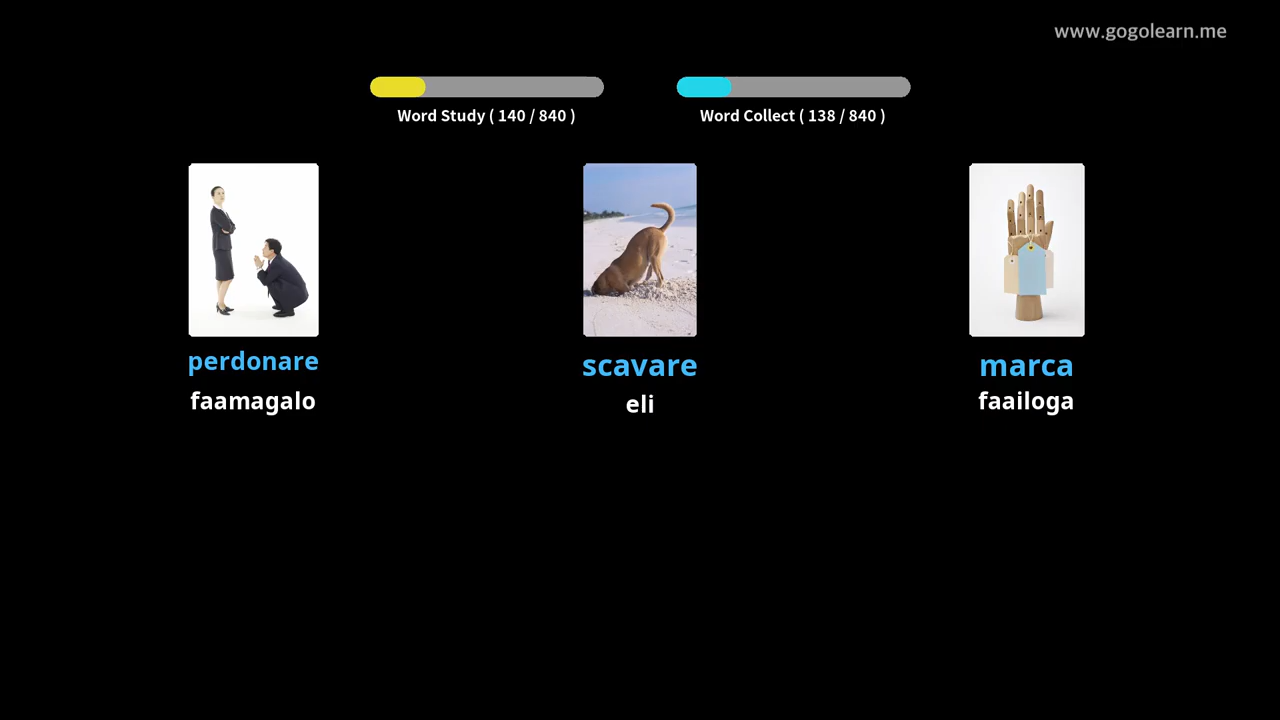 www.gogolearn.me
Word Study ( 140 / 840 )
Word Collect ( 138 / 840 )
perdonare
faamagalo
scavare
eli
marca
faailoga